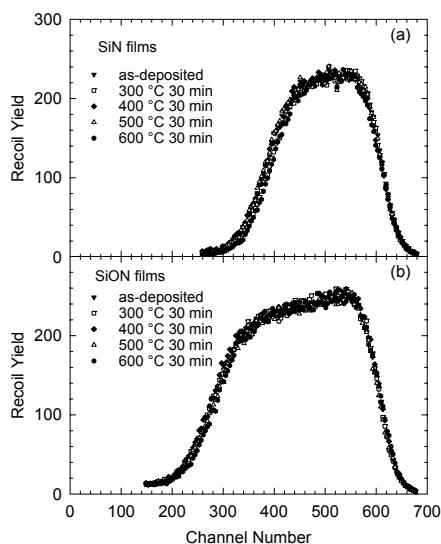 (a)
SiN films
as-deposited
300 °C 30 min
400 °C 30 min
500 °C 30 min
600 °C 30 min
Recoil Yield
300
200
100
0
(b)
SiON films
as-deposited
300 °C 30 min
400 °C 30 min
500 °C 30 min
600 °C 30 min
Recoil Yield
200
100
0
0 100 200 300 400 500 600 700
Channel Number